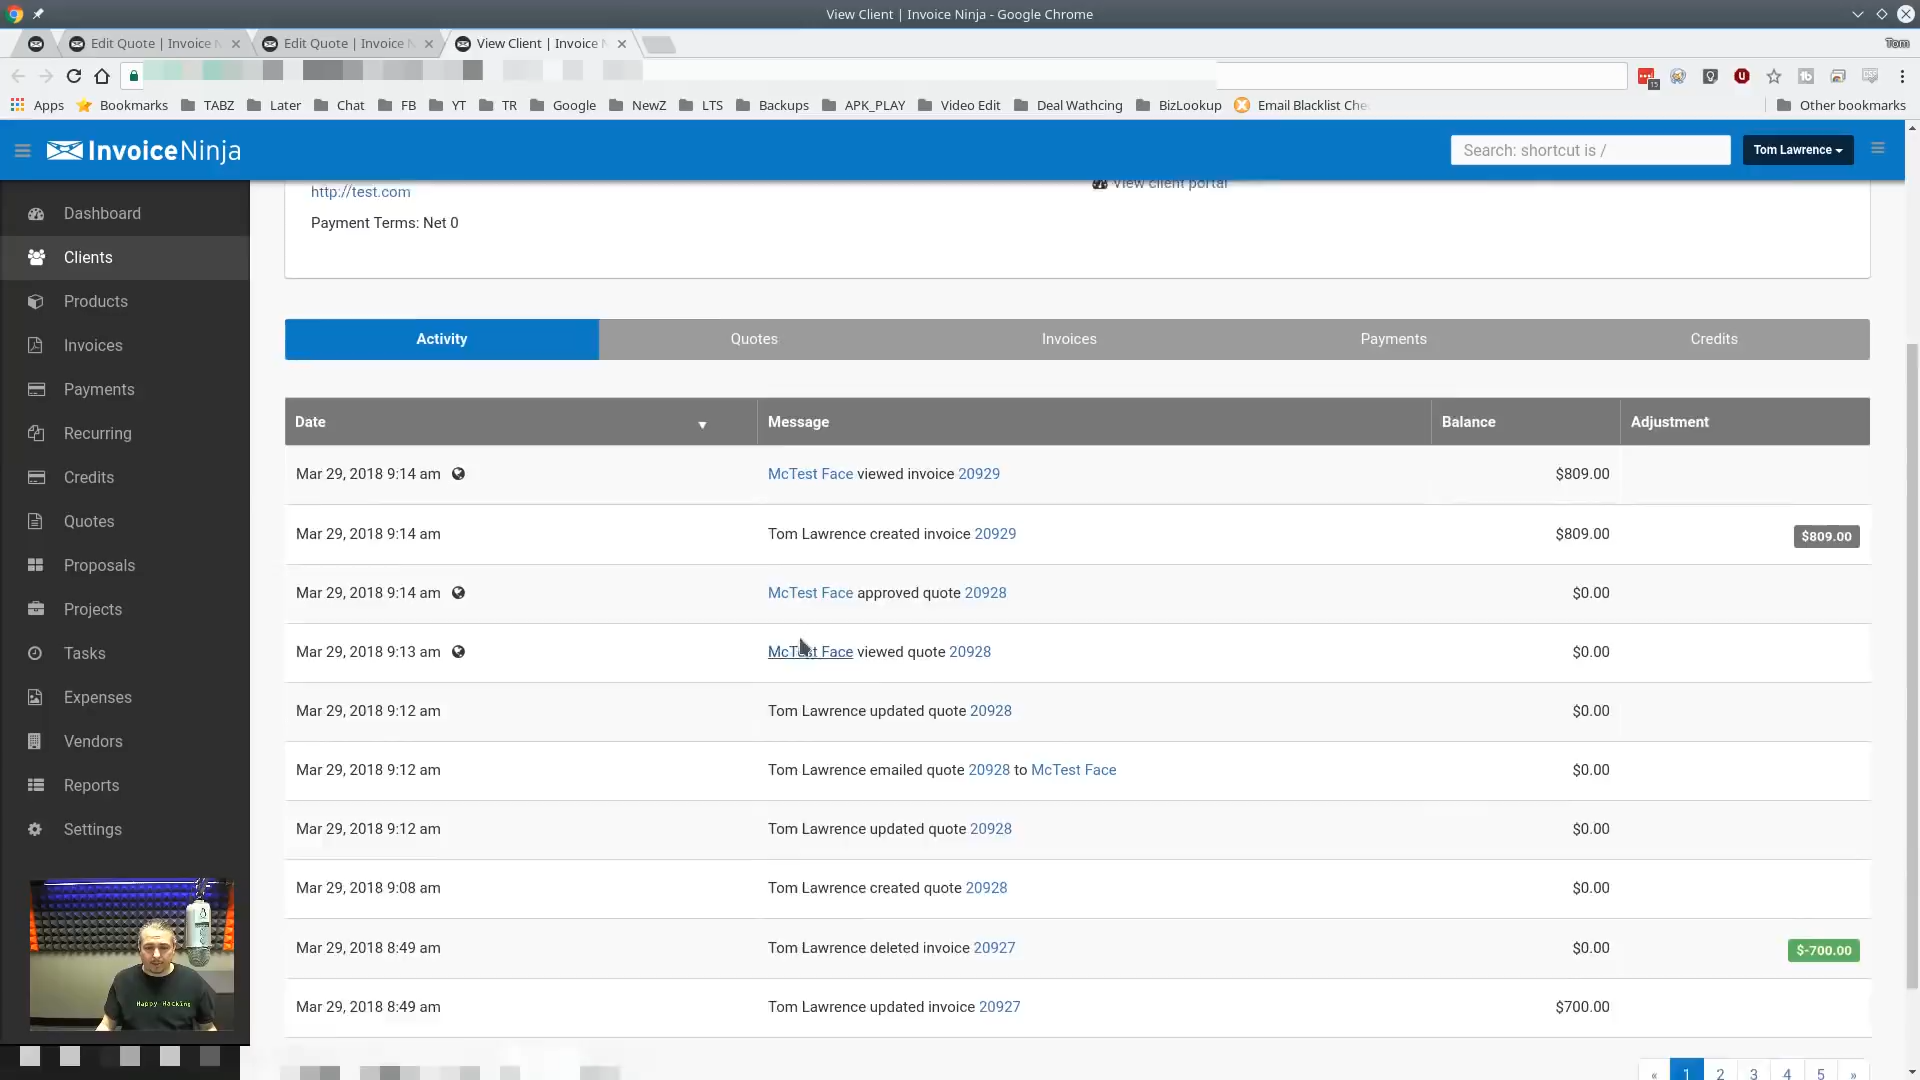 View Client | Invoice Ninja - Google Chrome
Edit Quote | Invoice N
Edit Quote | Invoice N
View Client | Invoice N
Tom
15
Apps
Bookmarks
TABZ
Later
Chat
FB
YT
TR
Google
NewZ
LTS
Backups
APK_PLAY
Video Edit
Deal Wathcing
BizLookup
Email Blacklist Che
Other bookmarks
InvoiceNinja
Search: shortcut is /
Tom Lawrence
Dashboard
Clients
Products
Invoices
Payments
Recurring
Credits
Quotes
Proposals
Projects
Tasks
Expenses
Vendors
Reports
Settings
Happy Hacking
http://test.com
View client portal
Payment Terms: Net 0
Activity Quotes Invoices Payments Credits
Date Message Balance Adjustment
Mar 29, 2018 9:14 am McTest Face viewed invoice 20929 $809.00
Mar 29, 2018 9:14 am Tom Lawrence created invoice 20929 $809.00 $809.00
Mar 29, 2018 9:14 am McTest Face approved quote 20928 $0.00
Mar 29, 2018 9:13 am McTest Face viewed quote 20928 $0.00
Mar 29, 2018 9:12 am Tom Lawrence updated quote 20928 $0.00
Mar 29, 2018 9:12 am Tom Lawrence emailed quote 20928 to McTest Face $0.00
Mar 29, 2018 9:12 am Tom Lawrence updated quote 20928 $0.00
Mar 29, 2018 9:08 am Tom Lawrence created quote 20928 $0.00
Mar 29, 2018 8:49 am Tom Lawrence deleted invoice 20927 $0.00 $-700.00
Mar 29, 2018 8:49 am Tom Lawrence updated invoice 20927 $700.00
« 1 2 3 4 5 »